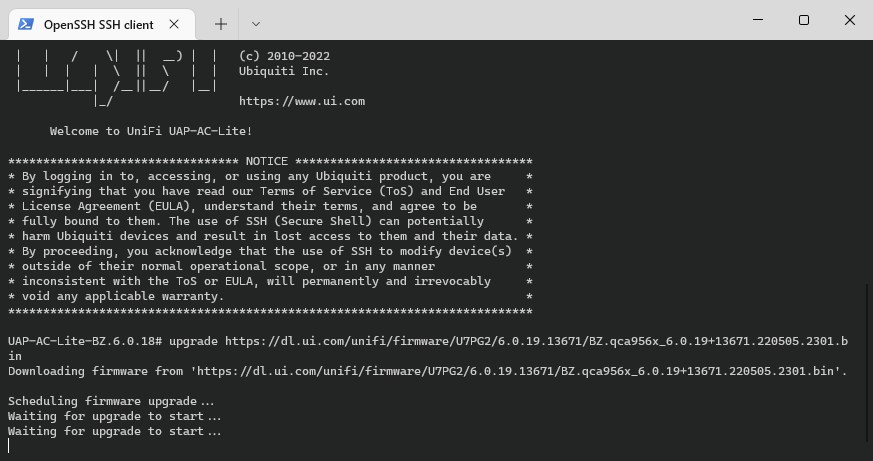 OpenSSH SSH client
(c) 2010-2022
Ubiquiti Inc.
https://www.ui.com
Welcome to UniFi UAP-AC-Lite!
********************************* NOTICE **********************************
* By logging in to, accessing, or using any Ubiquiti product, you are     *
* signifying that you have read our Terms of Service (ToS) and End User   *
* License Agreement (EULA), understand their terms, and agree to be       *
* fully bound to them. The use of SSH (Secure Shell) can potentially      *
* harm Ubiquiti devices and result in lost access to them and their data. *
* By proceeding, you acknowledge that the use of SSH to modify device(s)  *
* outside of their normal operational scope, or in any manner             *
* inconsistent with the ToS or EULA, will permanently and irrevocably     *
* void any applicable warranty.                                           *
***************************************************************************
UAP-AC-Lite-BZ.6.0.18# upgrade https://dl.ui.com/unifi/firmware/U7PG2/6.0.19.13671/BZ.qca956x_6.0.19+13671.220505.2301.b
in
Downloading firmware from 'https://dl.ui.com/unifi/firmware/U7PG2/6.0.19.13671/BZ.qca956x_6.0.19+13671.220505.2301.bin'.
Scheduling firmware upgrade...
Waiting for upgrade to start...
Waiting for upgrade to start...